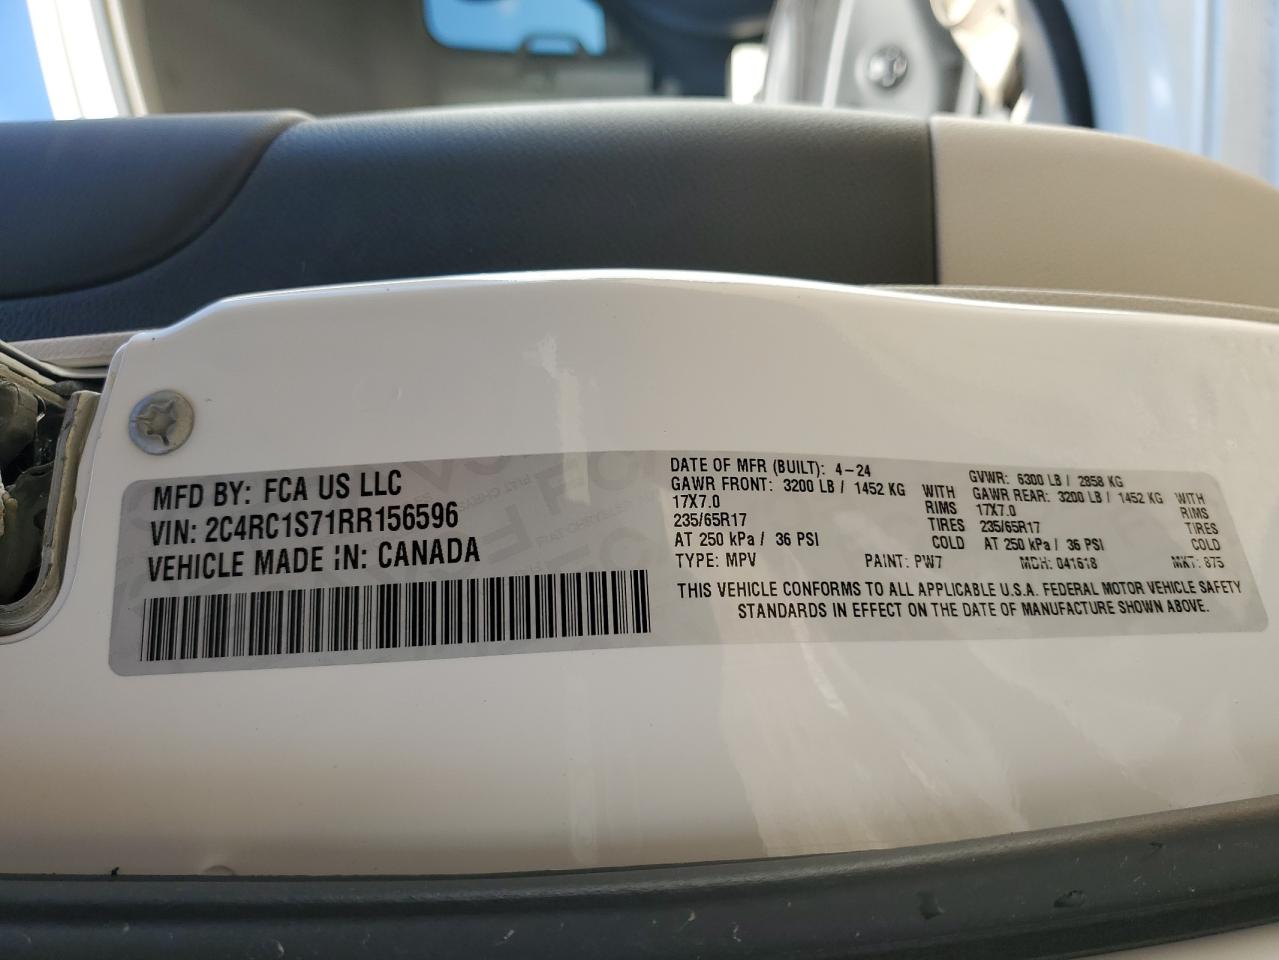 MFD BY: FCA US LLC
VIN: 2C4RC1S71RR156596
VEHICLE MADE IN: CANADA
DATE OF MFR (BUILT): 4-24
GAWR FRONT: 3200 LB / 1452 KG WITH
17X7.0 RIMS
235/65R17 TIRES
AT 250 kPa / 36 PSI COLD
TYPE: MPV PAINT: PW7
GVWR: 6300 LB / 2858 KG
GAWR REAR: 3200 LB / 1452 KG WITH
17X7.0 RIMS
235/65R17 TIRES
AT 250 kPa / 36 PSI COLD
MDH: 041618 MKT: 875
THIS VEHICLE CONFORMS TO ALL APPLICABLE U.S.A. FEDERAL MOTOR VEHICLE SAFETY
STANDARDS IN EFFECT ON THE DATE OF MANUFACTURE SHOWN ABOVE.